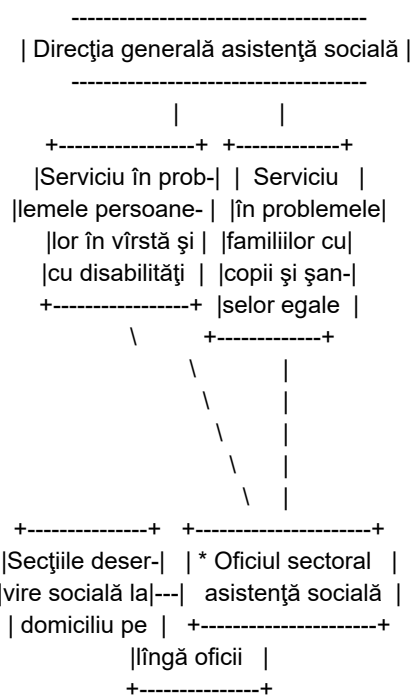 -------------------------------------
| Direcţia generală asistenţă socială |
-------------------------------------
| |
+-----------------+ +-------------+
|Serviciu în prob-| | Serviciu |
|lemele persoane- | |în problemele|
|lor în vîrstă şi | |familiilor cu|
|cu disabilităţi | |copii şi şan-|
+-----------------+ |selor egale |
\ +-------------+
\ |
\ |
\ |
\ |
\ |
+---------------+ +----------------------+
|Secţiile deser-| | * Oficiul sectoral |
vire socială la|---| asistenţă socială |
| domiciliu pe | +----------------------+
|lîngă oficii |
+---------------+